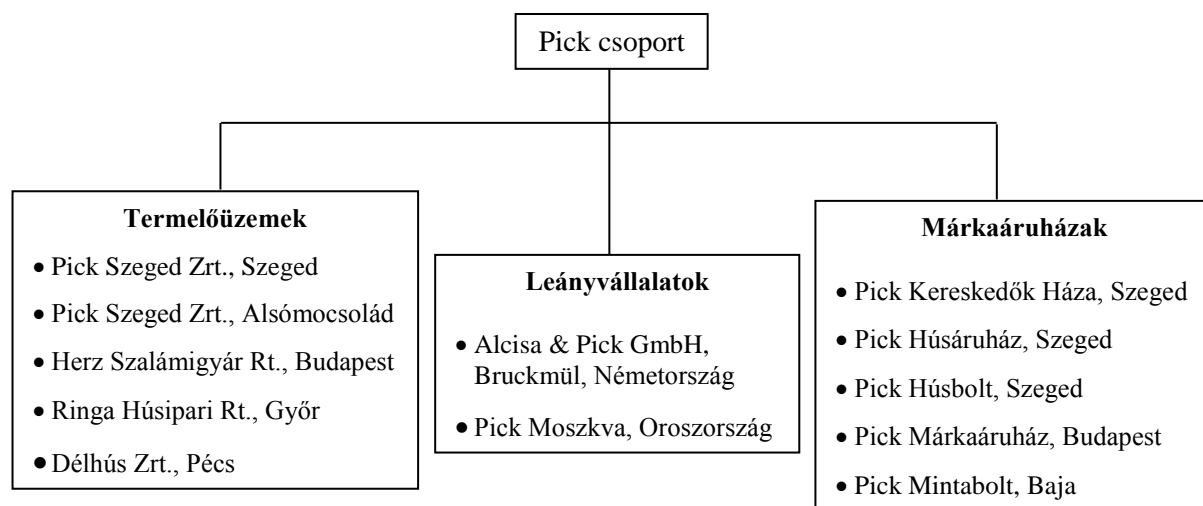 Pick csoport
Termelőüzemek
• Pick Szeged Zrt., Szeged
• Pick Szeged Zrt., Alsómocsolád
• Herz Szalámigyár Rt., Budapest
• Ringa Húsipari Rt., Győr
• Délhús Zrt., Pécs
Leányvállalatok
• Alcisa & Pick GmbH,
Bruckmül, Németország
• Pick Moszkva, Oroszország
Márkaáruházak
• Pick Kereskedők Háza, Szeged
• Pick Húsáruház, Szeged
• Pick Húsbolt, Szeged
• Pick Márkaáruház, Budapest
• Pick Mintabolt, Baja